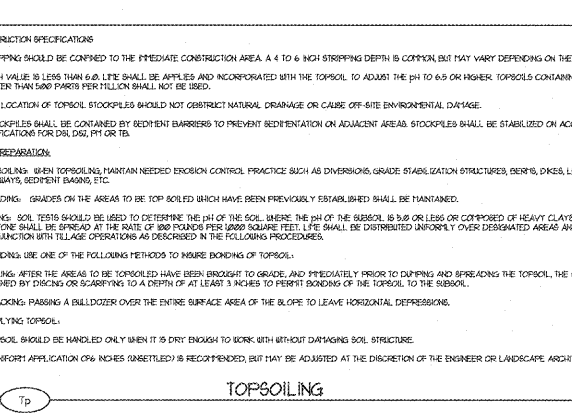 RUCTION SPECIFICATIONS
PPING SHOULD BE CONFINED TO THE IMMEDIATE CONSTRUCTION AREA. A 4 TO 6 INCH STRIPPING DEPTH IS COMMON, BUT MAY VARY DEPENDING ON THE
H VALUE IS LESS THAN 6.0. LIME SHALL BE APPLIED AND INCORPORATED WITH THE TOPSOIL TO ADJUST THE pH TO 6.5 OR HIGHER. TOPSOILS CONTAININ
TER THAN 500 PARTS PER MILLION SHALL NOT BE USED.
LOCATION OF TOPSOIL STOCKPILES SHOULD NOT OBSTRUCT NATURAL DRAINAGE OR CAUSE OFF-SITE ENVIRONMENTAL DAMAGE.
CKPILES SHALL BE CONTAINED BY SEDIMENT BARRIERS TO PREVENT SEDIMENTATION ON ADJACENT AREAS. STOCKPILES SHALL BE STABILIZED ON ACC
FICATIONS FOR DS1, DS2, PM OR TB.
REPARATION:
SOILING: WHEN TOPSOILING, MAINTAIN NEEDED EROSION CONTROL PRACTICE SUCH AS DIVERSIONS, GRADE STABILIZATION STRUCTURES, BERMS, DIKES, L
WAYS, SEDIMENT BASINS, ETC.
DING: GRADES ON THE AREAS TO BE TOP SOILED WHICH HAVE BEEN PREVIOUSLY ESTABLISHED SHALL BE MAINTAINED.
NG: SOIL TESTS SHOULD BE USED TO DETERMINE THE pH OF THE SOIL. WHERE THE pH OF THE SUBSOIL IS 5.0 OR LESS OR COMPOSED OF HEAVY CLAYS
TONE SHALL BE SPREAD AT THE RATE OF 100 POUNDS PER 1,000 SQUARE FEET. LIME SHALL BE DISTRIBUTED UNIFORMLY OVER DESIGNATED AREAS AN
JUNCTION WITH TILLAGE OPERATIONS AS DESCRIBED IN THE FOLLOWING PROCEDURES.
DING: USE ONE OF THE FOLLOWING METHODS TO INSURE BONDING OF TOPSOIL:
LING: AFTER THE AREAS TO BE TOPSOILED HAVE BEEN BROUGHT TO GRADE, AND IMMEDIATELY PRIOR TO DUMPING AND SPREADING THE TOPSOIL, THE
NED BY DISCING OR SCARIFYING TO A DEPTH OF AT LEAST 3 INCHES TO PERMIT BONDING OF THE TOPSOIL TO THE SUBSOIL.
ACKING: PASSING A BULLDOZER OVER THE ENTIRE SURFACE AREA OF THE SLOPE TO LEAVE HORIZONTAL DEPRESSIONS.
LYING TOPSOIL:
SOIL SHOULD BE HANDLED ONLY WHEN IT IS DRY ENOUGH TO WORK WITH WITHOUT DAMAGING SOIL STRUCTURE.
NIFORM APPLICATION OF6 INCHES (UNSETTLED) IS RECOMMENDED, BUT MAY BE ADJUSTED AT THE DISCRETION OF THE ENGINEER OR LANDSCAPE ARCHI
TOPSOILING
Tp